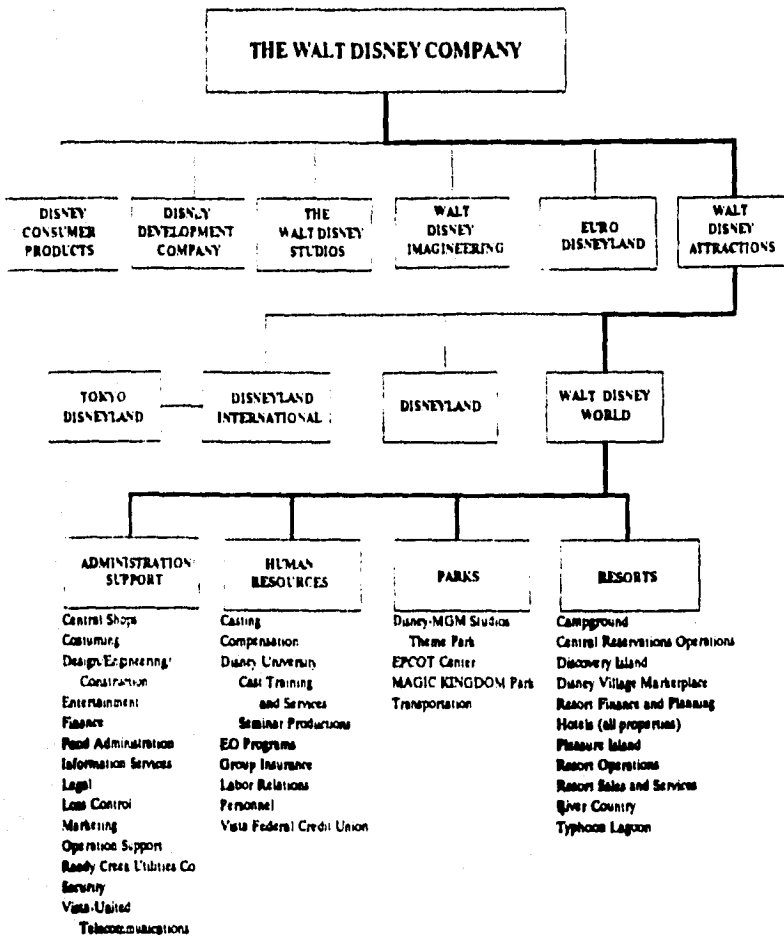 THE WALT DISNEY COMPANY
DISNEY
CONSUMER
PRODUCTS
DISNEY
DEVELOPMENT
COMPANY
THE
WALT DISNEY
STUDIOS
WALT
DISNEY
IMAGINEERING
EURO
DISNEYLAND
WALT
DISNEY
ATTRACTIONS
TOKYO
DISNEYLAND
DISNEYLAND
INTERNATIONAL
DISNEYLAND
WALT DISNEY
WORLD
ADMINISTRATION
SUPPORT
Central Shops
Costuming
Design/Engineering/
Construction
Entertainment
Finance
Food Administration
Information Services
Legal
Loss Control
Marketing
Operation Support
Reedy Creek Utilities Co
Security
Vista-United
Telecommunications
HUMAN
RESOURCES
Casting
Compensation
Disney University
Cast Training
and Services
Seminar Productions
EO Programs
Group Insurance
Labor Relations
Personnel
Vista Federal Credit Union
PARKS
Disney-MGM Studios
Theme Park
EPCOT Center
MAGIC KINGDOM Park
Transportation
RESORTS
Campground
Central Reservations Operations
Discovery Island
Disney Village Marketplace
Resort Finance and Planning
Hotels (all properties)
Pleasure Island
Resort Operations
Resort Sales and Services
River Country
Typhoon Lagoon